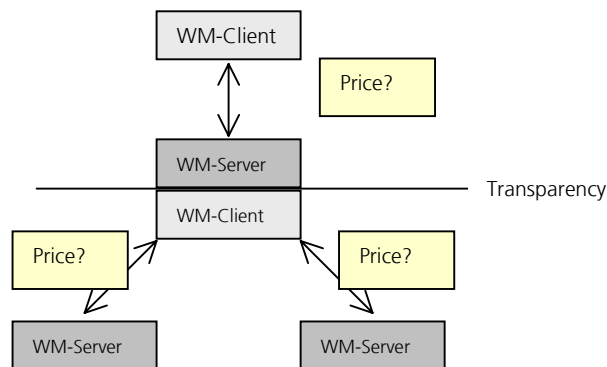 WM-Client
Price?
WM-Server
Transparency
WM-Client
Price?
Price?
WM-Server
WM-Server